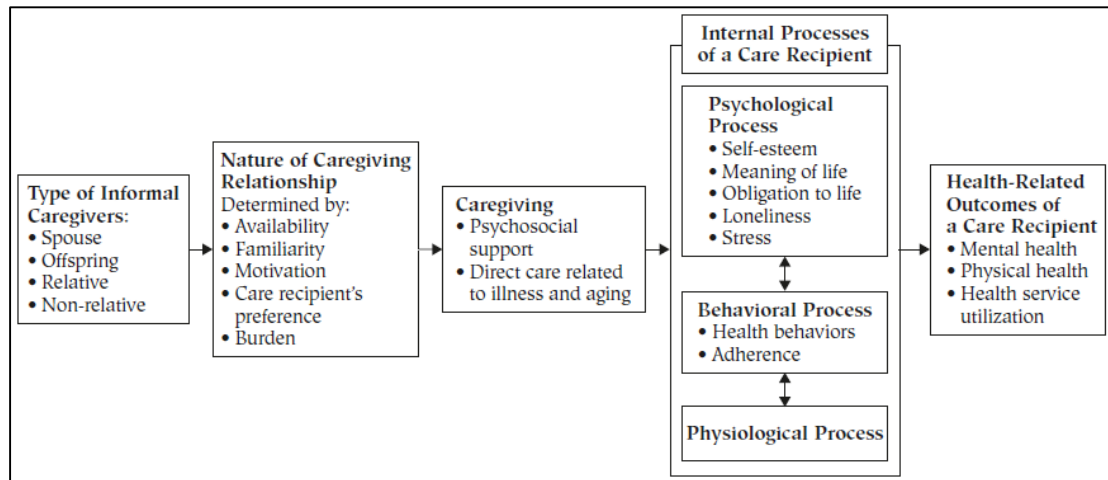 Type of Informal
Caregivers:
• Spouse
• Offspring
• Relative
• Non-relative
Nature of Caregiving
Relationship
Determined by:
• Availability
• Familiarity
• Motivation
• Care recipient's
preference
• Burden
Caregiving
• Psychosocial
support
• Direct care related
to illness and aging
Internal Processes
of a Care Recipient
Psychological
Process
• Self-esteem
• Meaning of life
• Obligation to life
• Loneliness
• Stress
Behavioral Process
• Health behaviors
• Adherence
Physiological Process
Health-Related
Outcomes of
a Care Recipient
• Mental health
• Physical health
• Health service
utilization